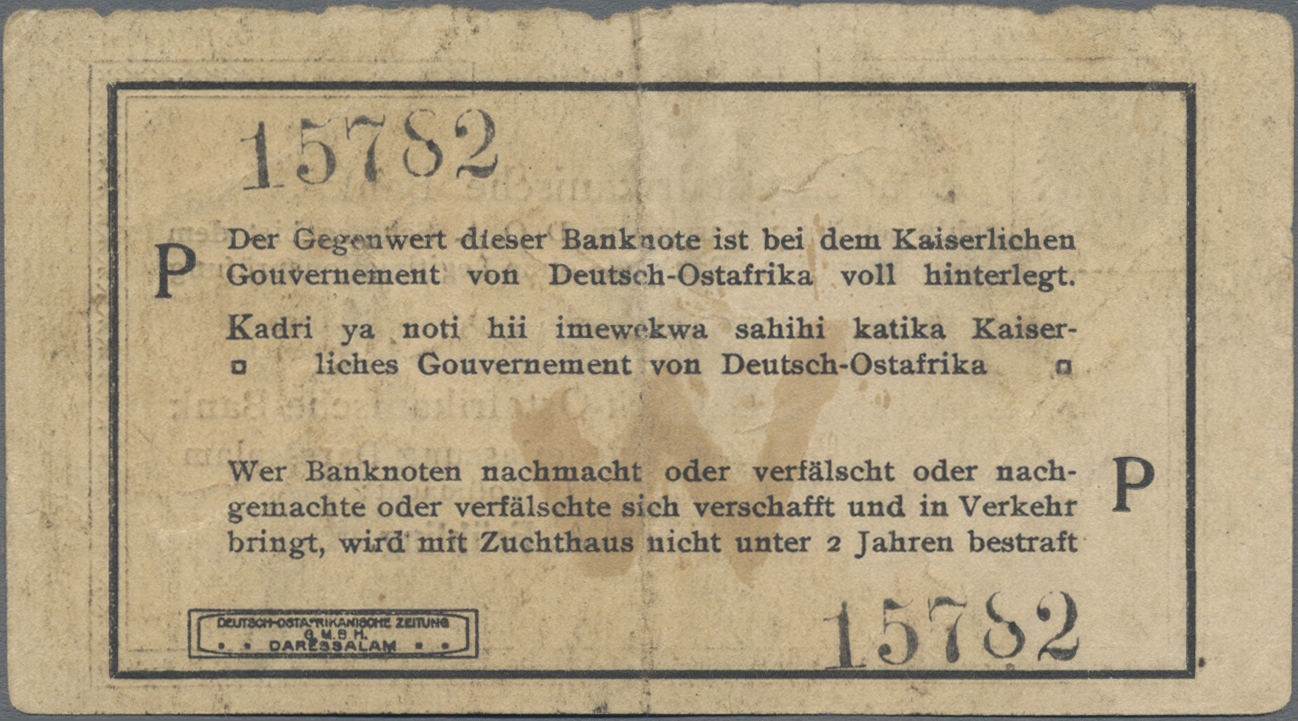 15782
P
Der Gegenwert dieser Banknote ist bei dem Kaiserlichen
Gouvernement von Deutsch-Ostafrika voll hinterlegt.
Kadri ya noti hii imewekwa sahihi katika Kaiser-
liches Gouvernement von Deutsch-Ostafrika
Wer Banknoten nachmacht oder verfälscht oder nach-
gemachte oder verfälschte sich verschafft und in Verkehr
bringt, wird mit Zuchthaus nicht unter 2 Jahren bestraft
P
DEUTSCH-OSTAFRIKANISCHE ZEITUNG
G.M.B H.
DARESSALAM
15782